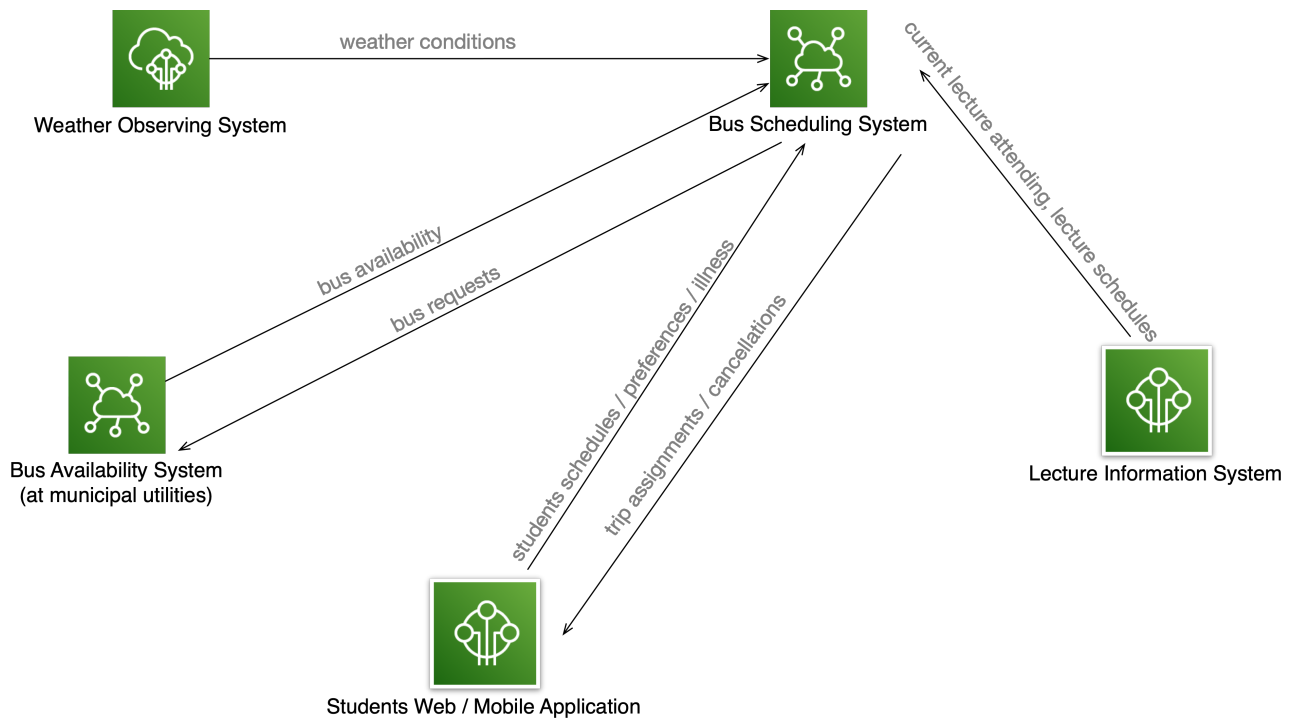 weather conditions
Weather Observing System
Bus Scheduling System
current lecture attending, lecture schedules
bus availability
bus requests
students schedules / preferences / illness
trip assignments / cancellations
Bus Availability System
(at municipal utilities)
Lecture Information System
Students Web / Mobile Application